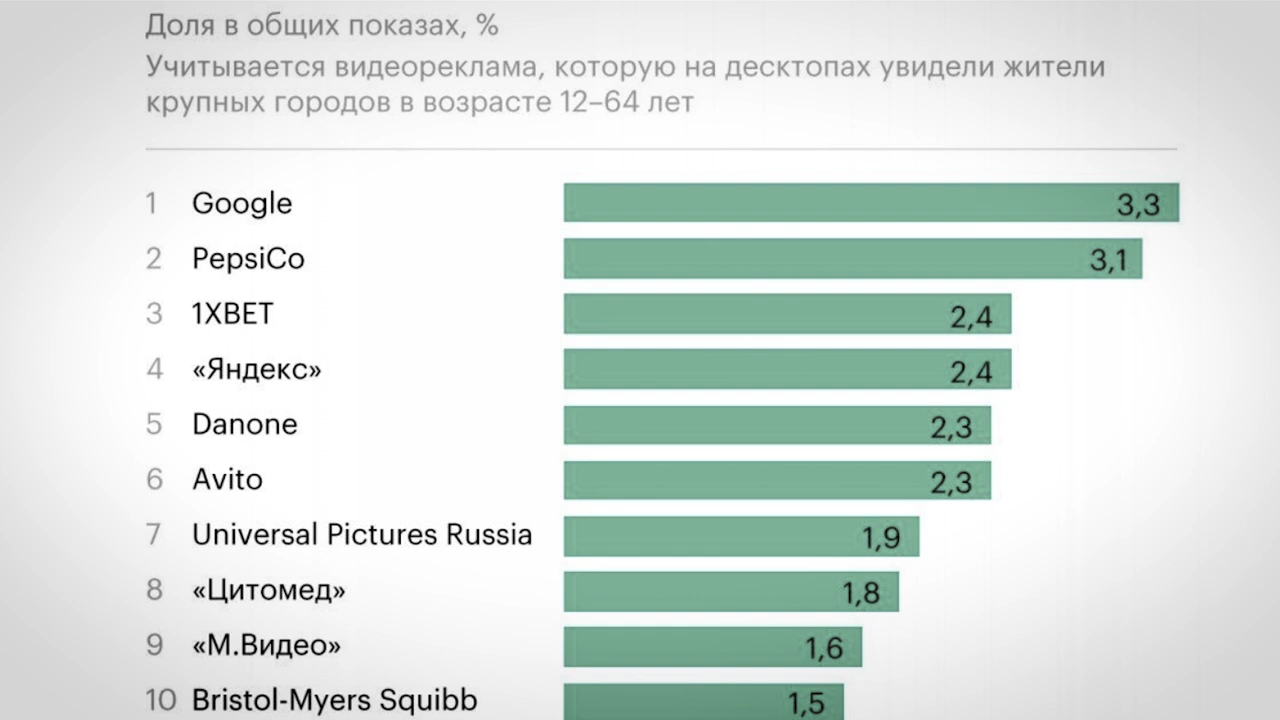 Доля в общих показах, %
Учитывается видеореклама, которую на десктопах увидели жители
крупных городов в возрасте 12–64 лет
1 Google 3,3
2 PepsiCo 3,1
3 1XBET 2,4
4 «Яндекс» 2,4
5 Danone 2,3
6 Avito 2,3
7 Universal Pictures Russia 1,9
8 «Цитомед» 1,8
9 «М.Видео» 1,6
10 Bristol-Myers Squibb 1,5